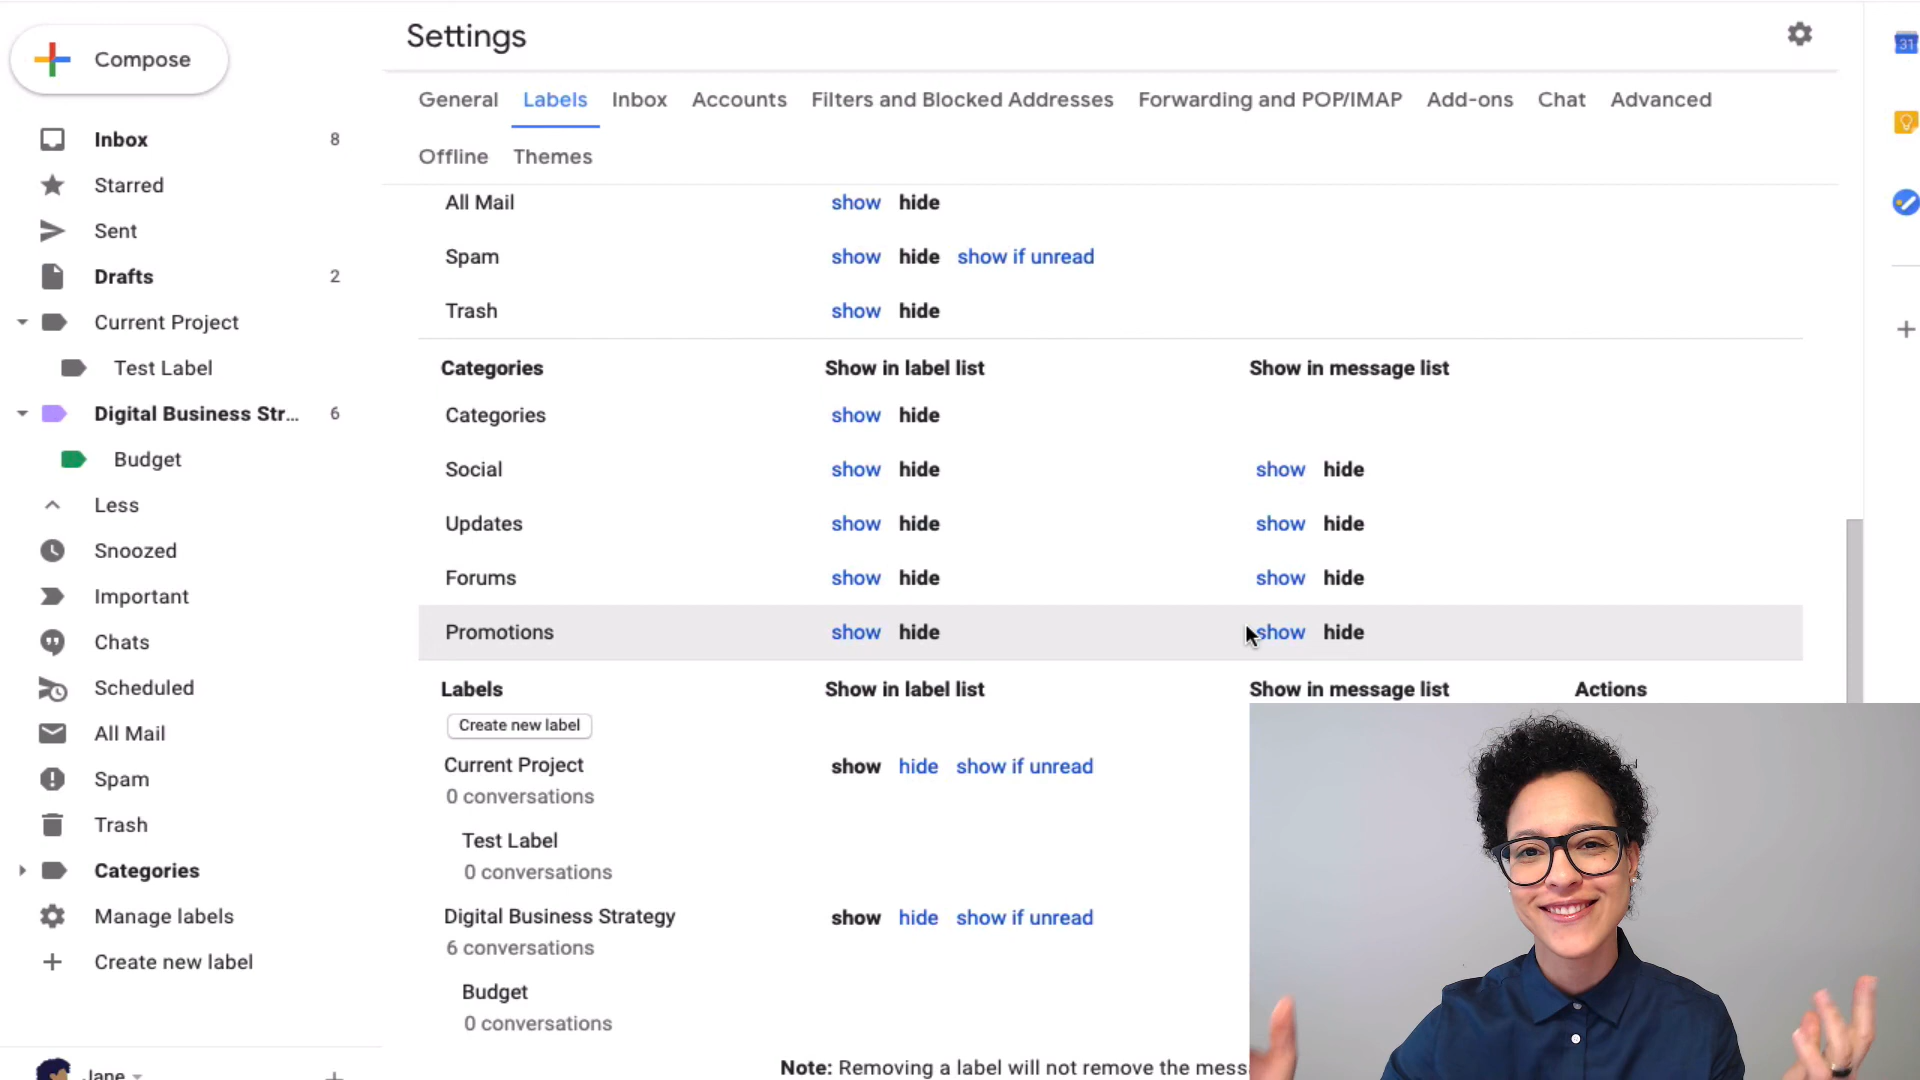 Compose
Settings
31
General Labels Inbox Accounts Filters and Blocked Addresses Forwarding and POP/IMAP Add-ons Chat Advanced
Offline Themes
Inbox 8
Starred
Sent
Drafts 2
Current Project
Test Label
Digital Business Str... 6
Budget
Less
Snoozed
Important
Chats
Scheduled
All Mail
Spam
Trash
Categories
Manage labels
Create new label
Jane
All Mail show hide
Spam show hide show if unread
Trash show hide
Categories Show in label list Show in message list
Categories show hide
Social show hide show hide
Updates show hide show hide
Forums show hide show hide
Promotions show hide show hide
Labels Show in label list Show in message list Actions
Create new label
Current Project show hide show if unread
0 conversations
Test Label
0 conversations
Digital Business Strategy show hide show if unread
6 conversations
Budget
0 conversations
Note: Removing a label will not remove the mess